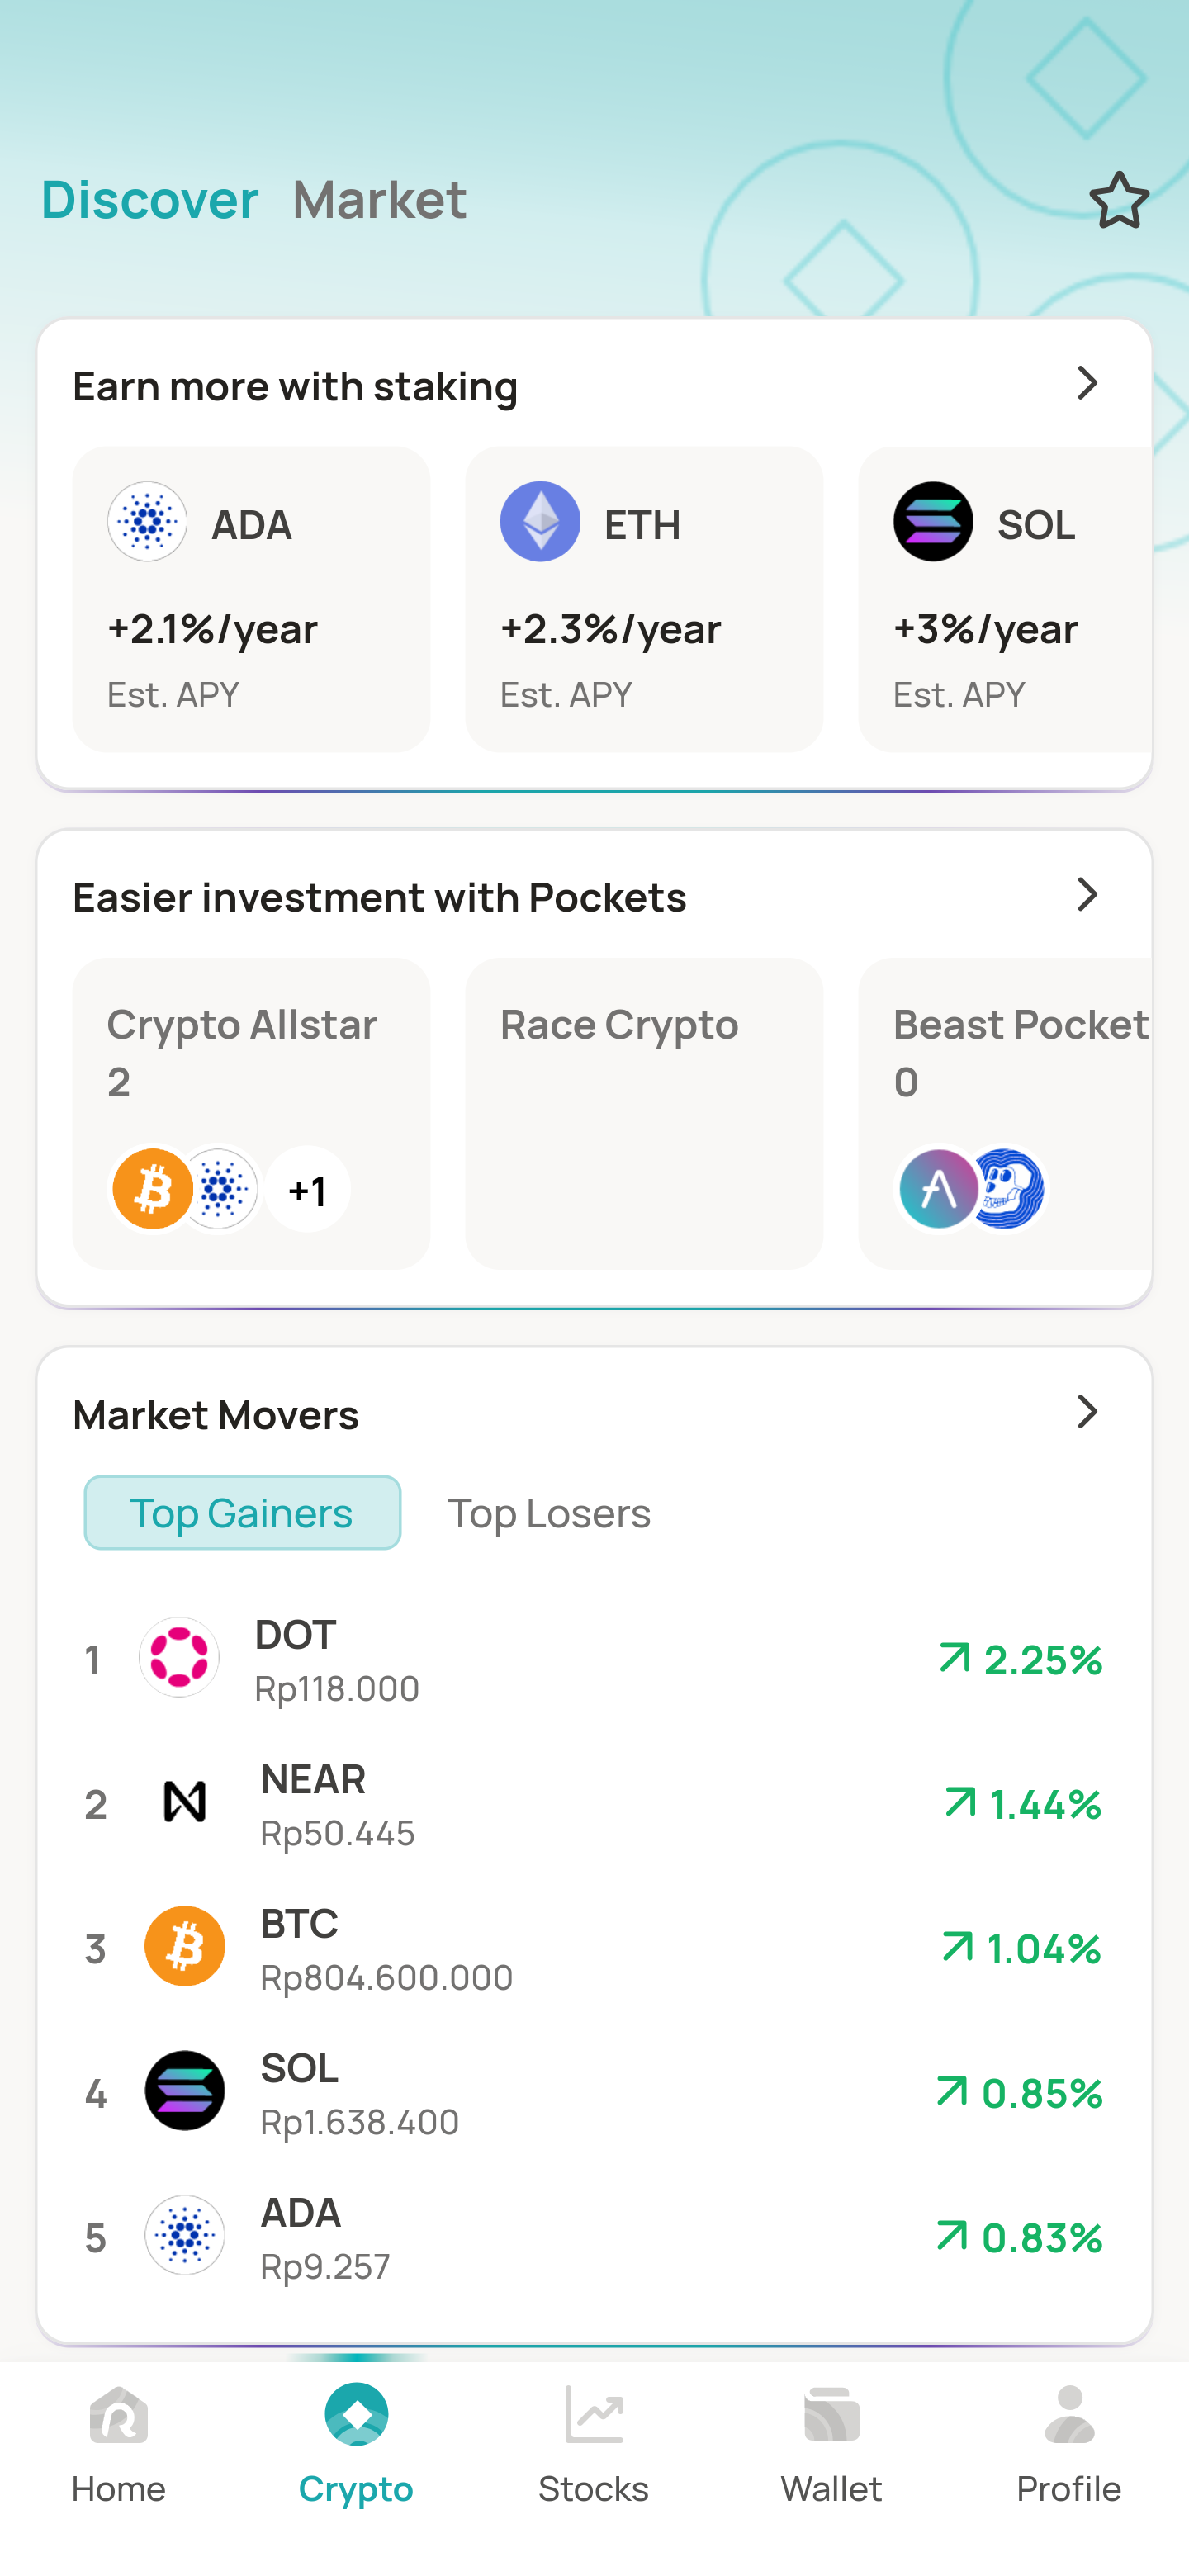 Discover Market
Earn more with staking
ADA
+2.1%/year
Est. APY
ETH
+2.3%/year
Est. APY
SOL
+3%/year
Est. APY
Easier investment with Pockets
Crypto Allstar
2
+1
Race Crypto
Beast Pocket
0
Market Movers
Top Gainers
Top Losers
1
DOT
Rp118.000
2.25%
2
NEAR
Rp50.445
1.44%
3
BTC
Rp804.600.000
1.04%
4
SOL
Rp1.638.400
0.85%
5
ADA
Rp9.257
0.83%
Home
Crypto
Stocks
Wallet
Profile